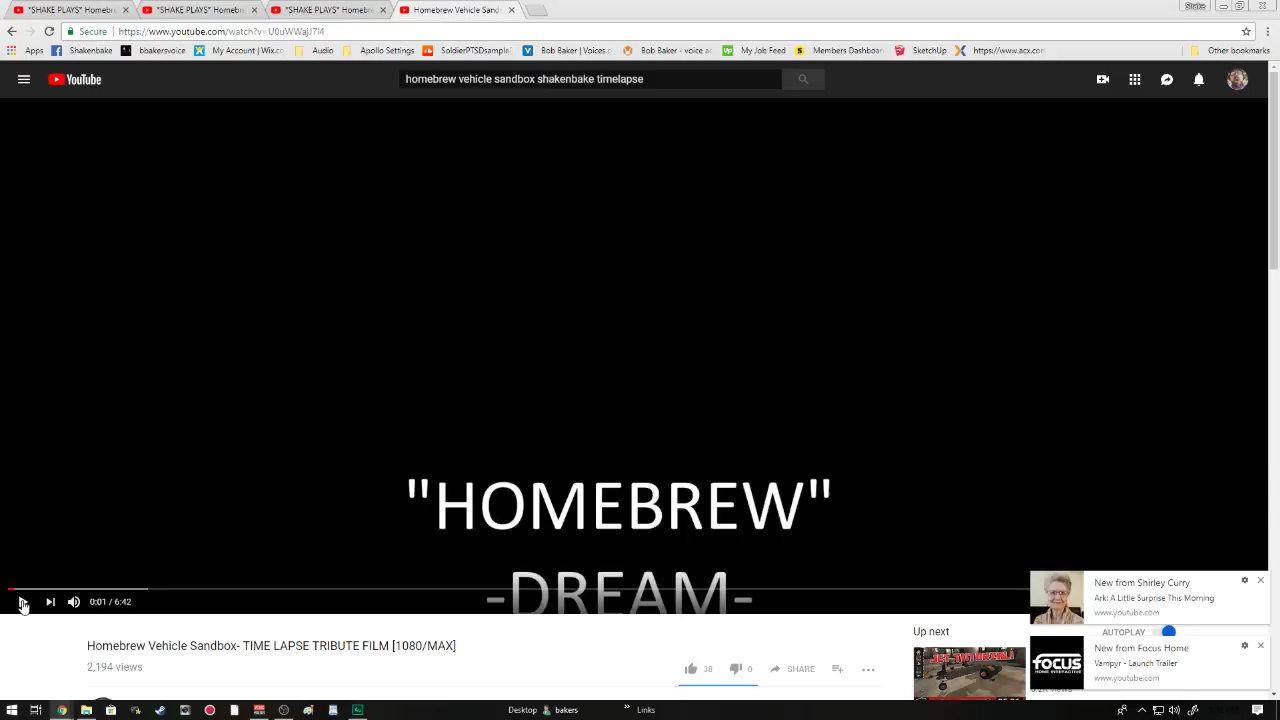 "SHAKE PLAYS" Homebr
"SHAKE PLAYS" Homebr
"SHAKE PLAYS" Homebr
Homebrew Vehicle Sand
Secure
https://www.youtube.com/watch?v=U0uWWajJ7I4
Apps
Shakenbake
bbakersvoice
My Account | Wix.co
Audio
Apollo Settings
SoldierPTSDsample
Bob Baker | Voices.c
Bob Baker - voice
My Job Feed
Members Dashboar
SketchUp
https://www.acx.com
Other bookmarks
YouTube
homebrew vehicle sandbox shakenbake timelapse
"HOMEBREW"
-DREAM-
0:01 / 6:42
New from Shirley Curry
Ark: A Little Surprise This Morning
www.youtube.com
Homebrew Vehicle Sandbox- TIME LAPSE TRIBUTE FILM [1080/MAX]
2,194 views
38
0
SHARE
Up next
AUTOPLAY
New from Focus Home
Vampyr - Launch Trailer
www.youtube.com
FOCUS
HOME INTERACTIVE
Desktop
bakers
Links